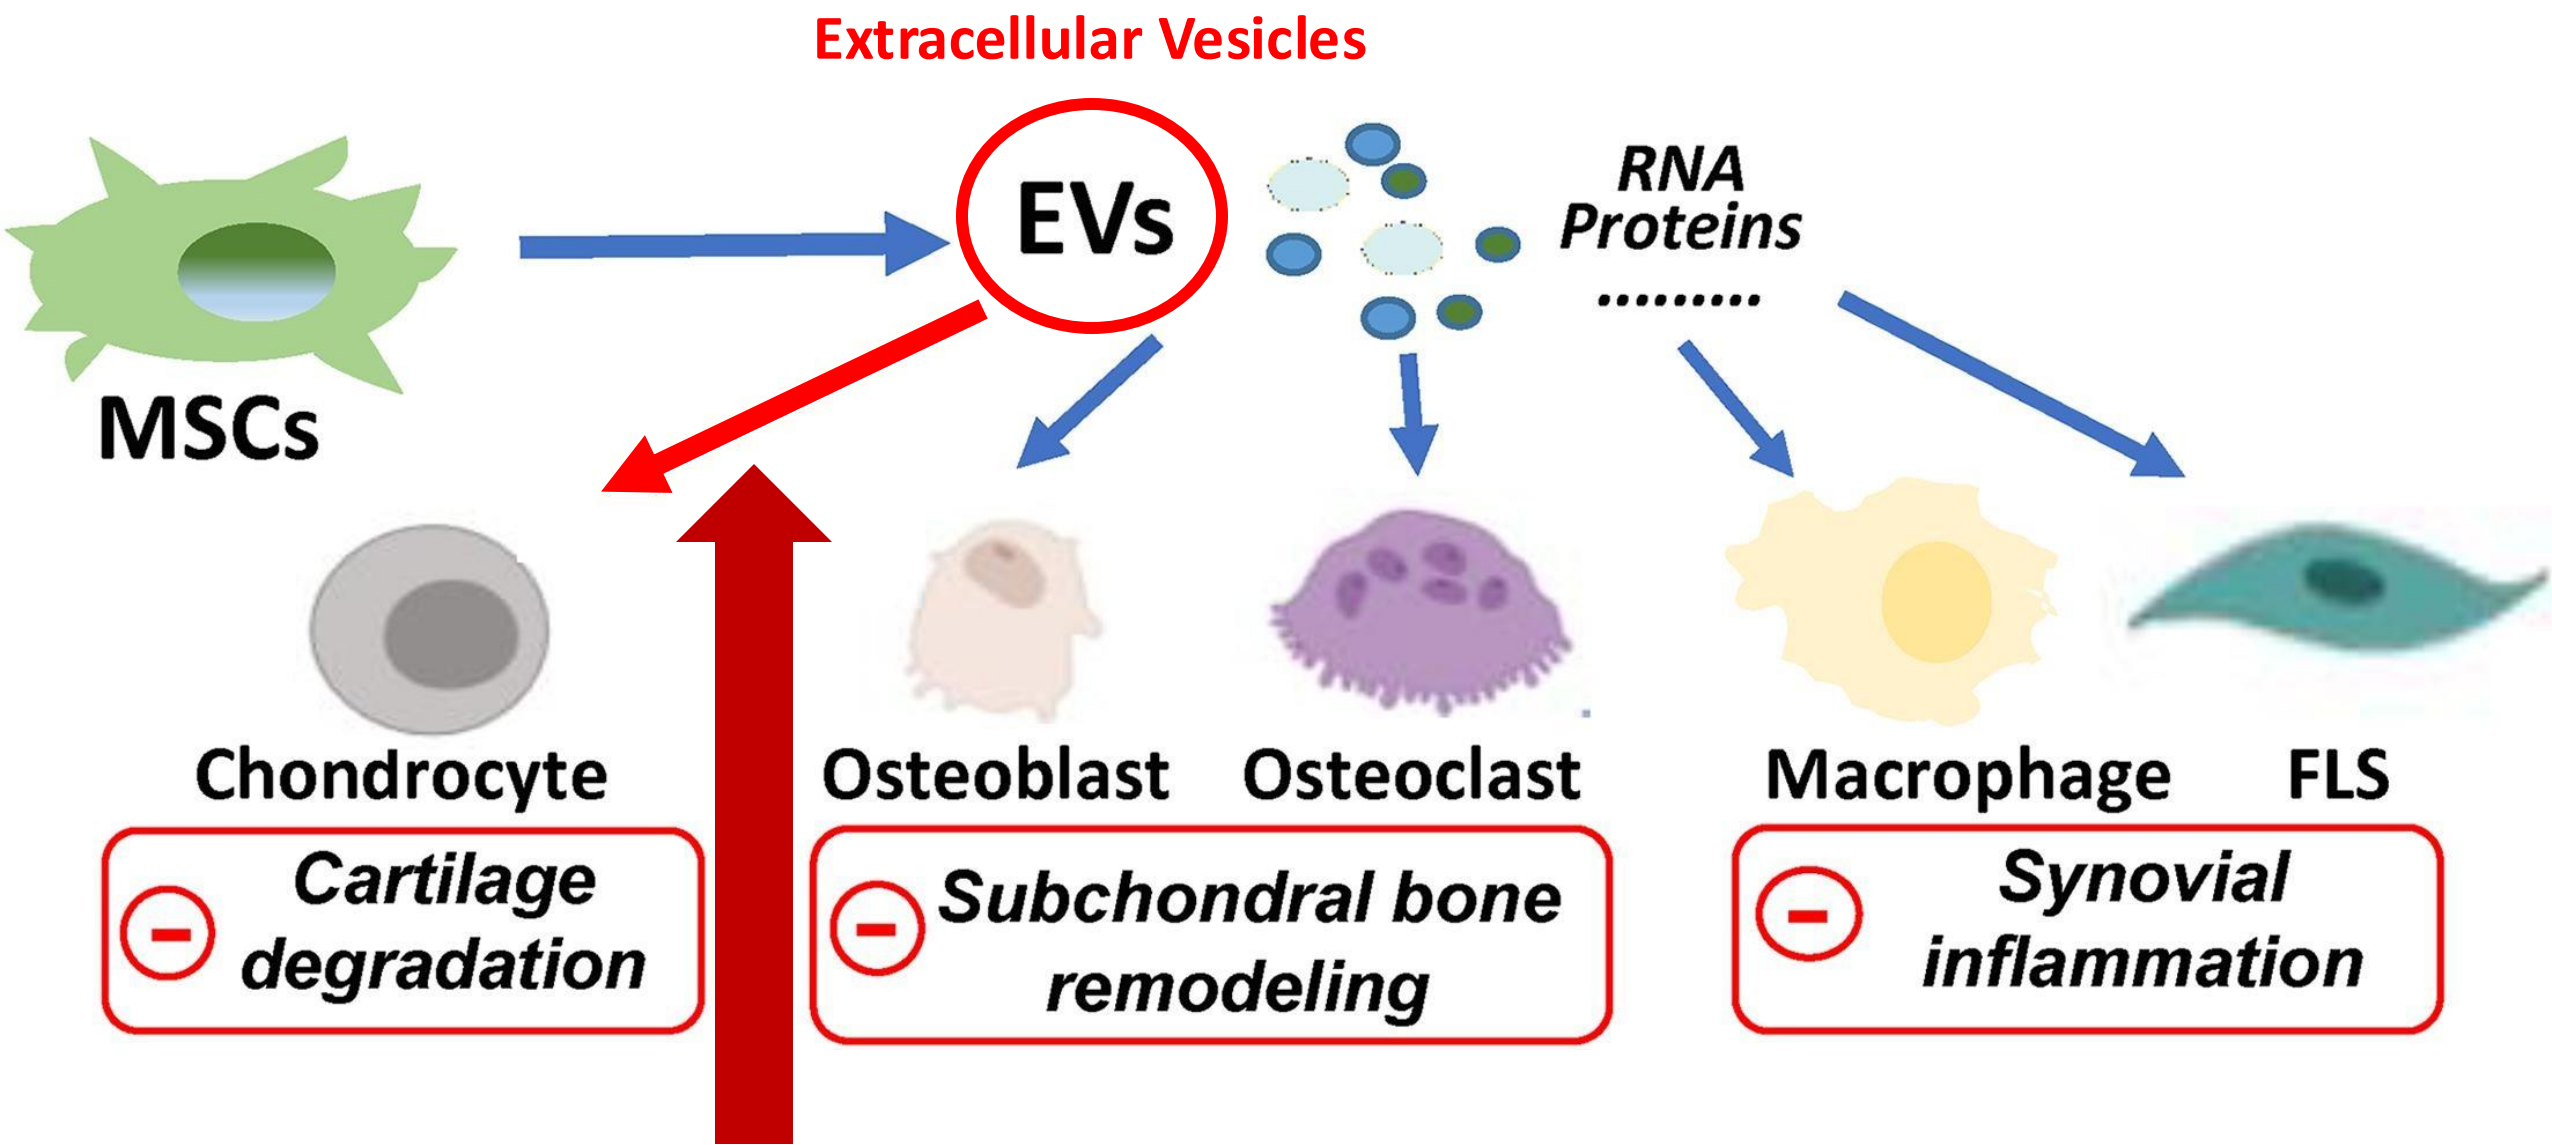 Extracellular Vesicles
EVs
RNA
Proteins
.........
MSCs
Chondrocyte
Osteoblast
Osteoclast
Macrophage
FLS
Cartilage
degradation
Subchondral bone
remodeling
Synovial
inflammation